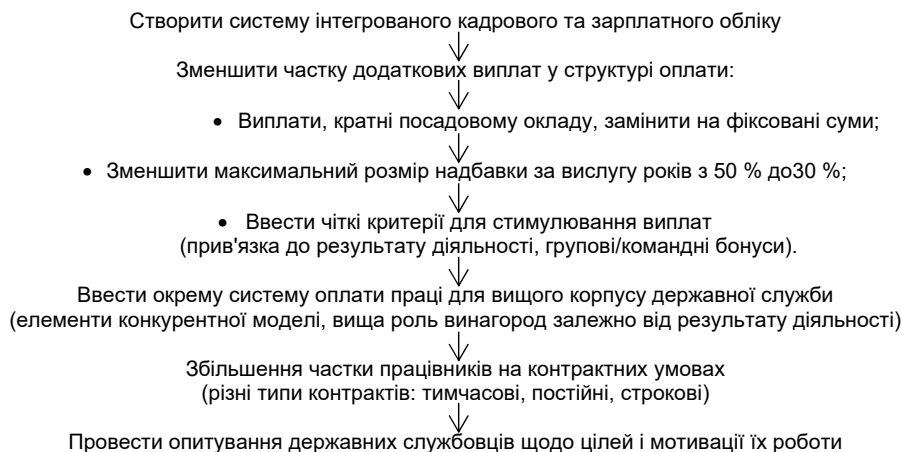 Створити систему інтегрованого кадрового та зарплатного обліку
Зменшити частку додаткових виплат у структурі оплати:
• Виплати, кратні посадовому окладу, замінити на фіксовані суми;
• Зменшити максимальний розмір надбавки за вислугу років з 50 % до30 %;
• Ввести чіткі критерії для стимулювання виплат
(прив'язка до результату діяльності, групові/командні бонуси).
Ввести окрему систему оплати праці для вищого корпусу державної служби
(елементи конкурентної моделі, вища роль винагород залежно від результату діяльності)
Збільшення частки працівників на контрактних умовах
(різні типи контрактів: тимчасові, постійні, строкові)
Провести опитування державних службовців щодо цілей і мотивації їх роботи